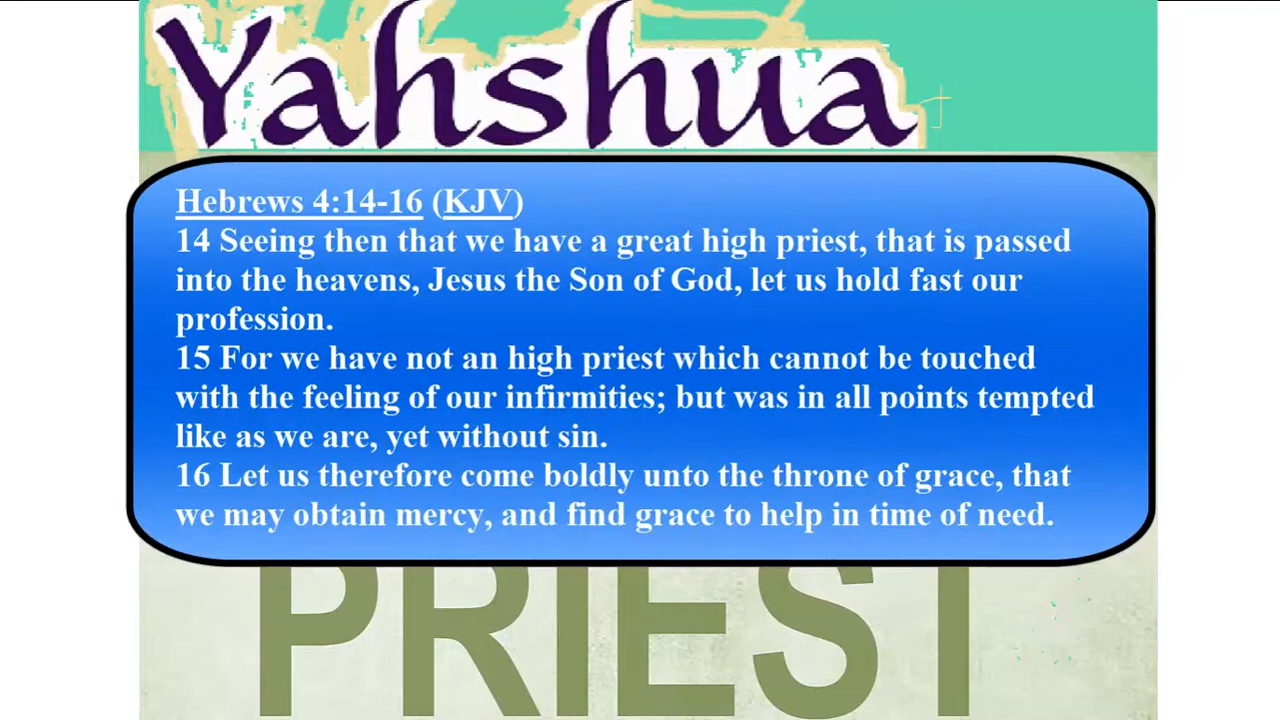 Yahshua
Hebrews 4:14-16 (KJV)
14 Seeing then that we have a great high priest, that is passed
into the heavens, Jesus the Son of God, let us hold fast our
profession.
15 For we have not an high priest which cannot be touched
with the feeling of our infirmities; but was in all points tempted
like as we are, yet without sin.
16 Let us therefore come boldly unto the throne of grace, that
we may obtain mercy, and find grace to help in time of need.
PRIEST